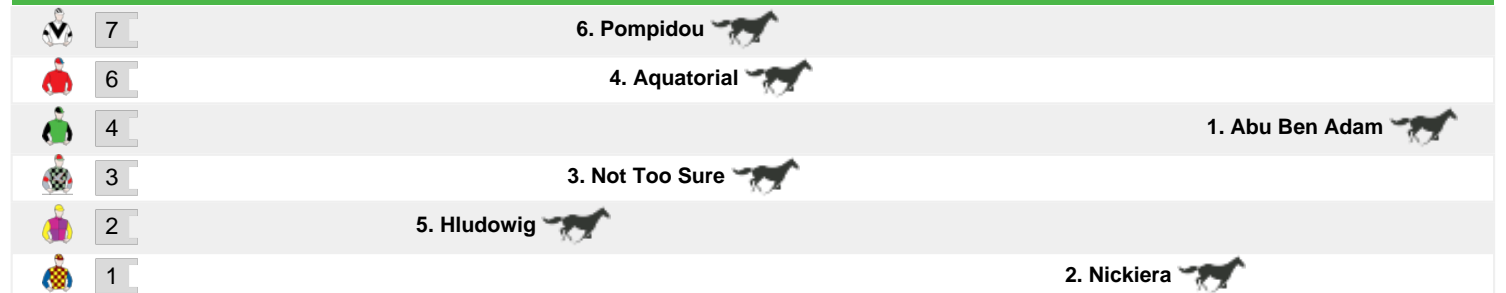 7 6. Pompidou
6 4. Aquatorial
4 1. Abu Ben Adam
3 3. Not Too Sure
2 5. Hludowig
1 2. Nickiera